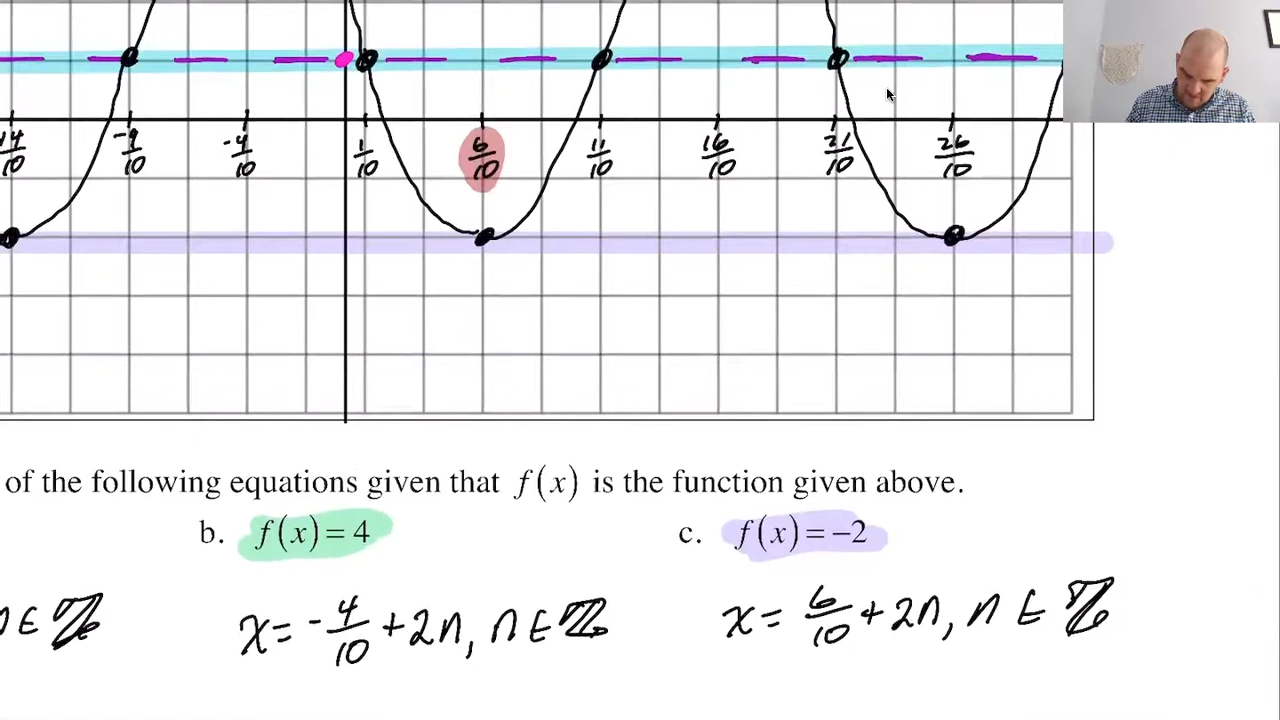 -14/10 -9/10 -4/10 1/10 6/10 11/10 16/10 21/10 26/10
of the following equations given that f(x) is the function given above.
b. f(x) = 4 c. f(x) = -2
n ∈ ℤ x = -4/10 + 2n, n ∈ ℤ x = 6/10 + 2n, n ∈ ℤ